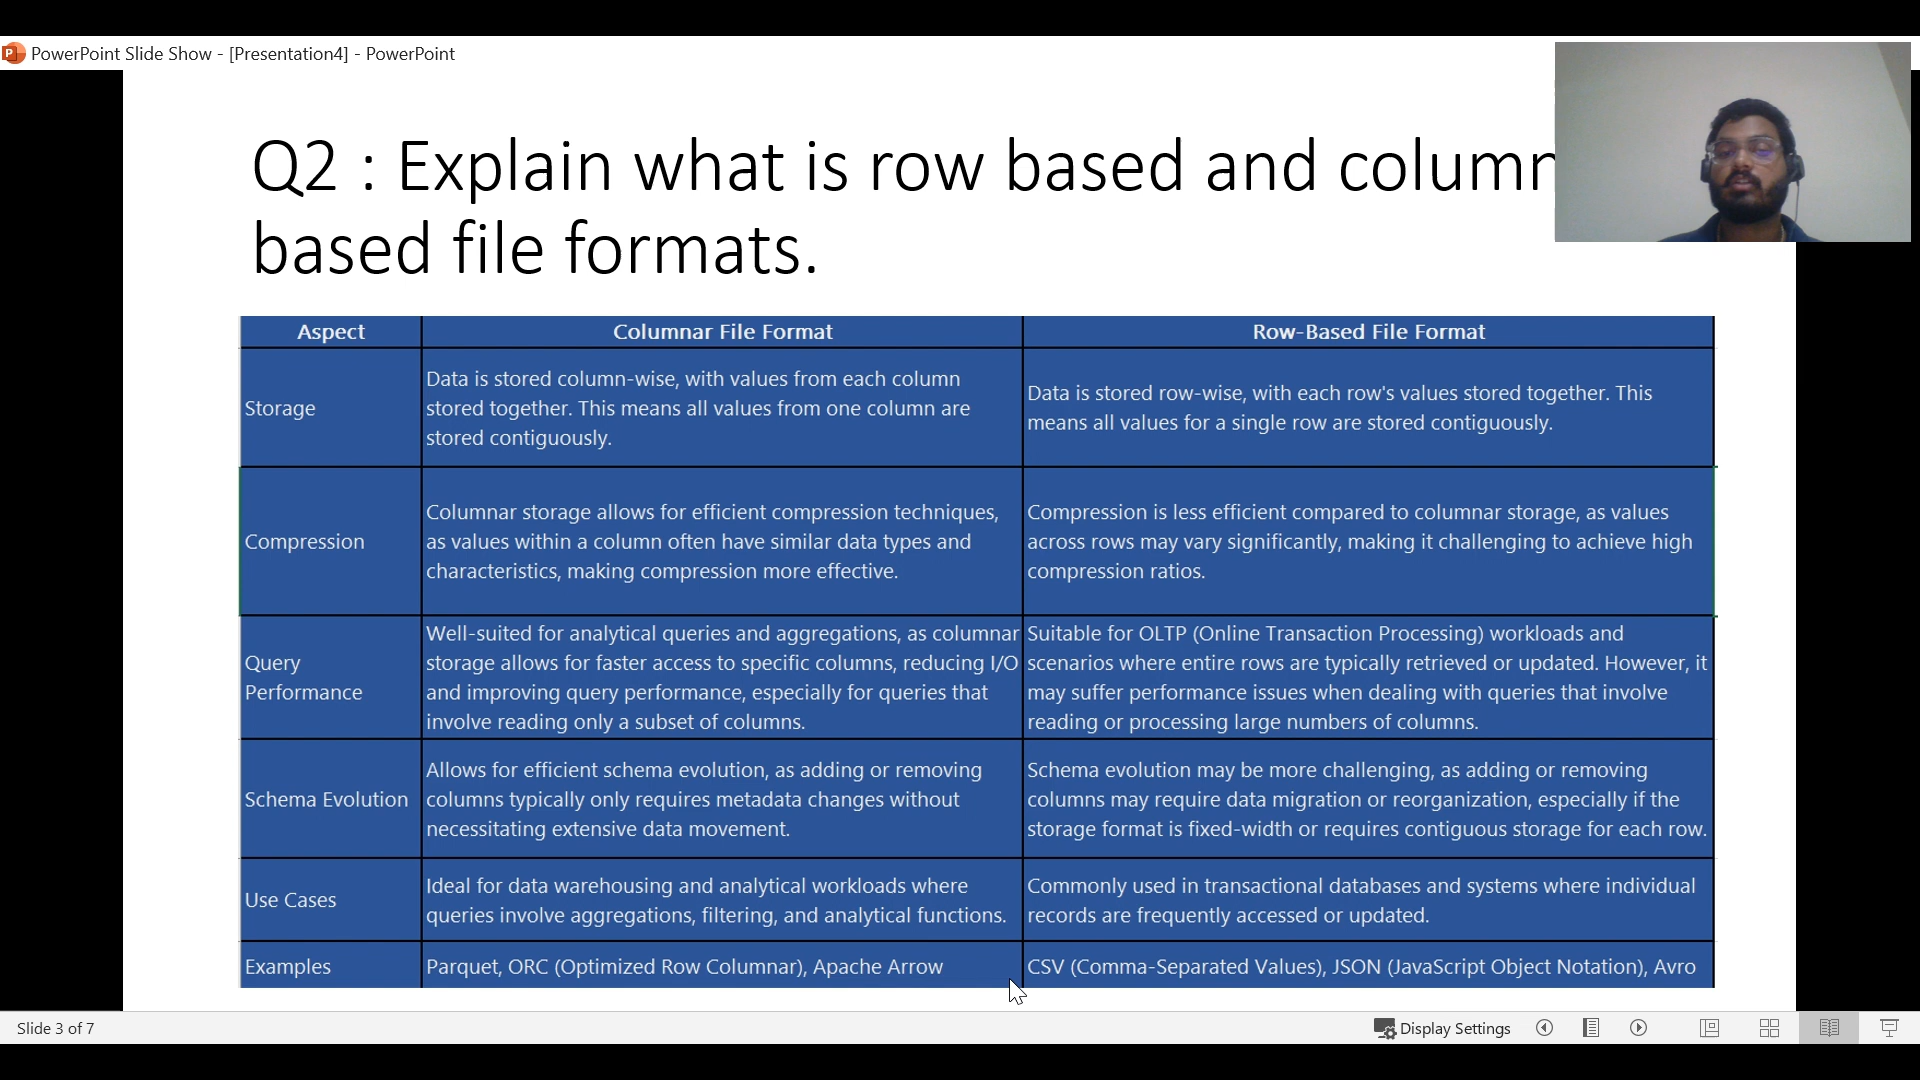 PowerPoint Slide Show - [Presentation4] - PowerPoint
Q2 : Explain what is row based and column
based file formats.
Aspect
Columnar File Format
Row-Based File Format
Storage
Data is stored column-wise, with values from each column
stored together. This means all values from one column are
stored contiguously.
Data is stored row-wise, with each row's values stored together. This
means all values for a single row are stored contiguously.
Compression
Columnar storage allows for efficient compression techniques,
as values within a column often have similar data types and
characteristics, making compression more effective.
Compression is less efficient compared to columnar storage, as values
across rows may vary significantly, making it challenging to achieve high
compression ratios.
Query
Performance
Well-suited for analytical queries and aggregations, as columnar
storage allows for faster access to specific columns, reducing I/O
and improving query performance, especially for queries that
involve reading only a subset of columns.
Suitable for OLTP (Online Transaction Processing) workloads and
scenarios where entire rows are typically retrieved or updated. However, it
may suffer performance issues when dealing with queries that involve
reading or processing large numbers of columns.
Schema Evolution
Allows for efficient schema evolution, as adding or removing
columns typically only requires metadata changes without
necessitating extensive data movement.
Schema evolution may be more challenging, as adding or removing
columns may require data migration or reorganization, especially if the
storage format is fixed-width or requires contiguous storage for each row.
Use Cases
Ideal for data warehousing and analytical workloads where
queries involve aggregations, filtering, and analytical functions.
Commonly used in transactional databases and systems where individual
records are frequently accessed or updated.
Examples
Parquet, ORC (Optimized Row Columnar), Apache Arrow
CSV (Comma-Separated Values), JSON (JavaScript Object Notation), Avro
Slide 3 of 7
Display Settings